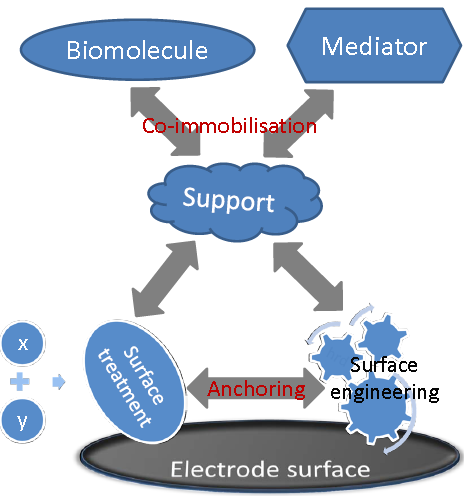 Biomolecule
Mediator
Co-immobilisation
Support
x
y
Surface
treatment
Anchoring
Surface
engineering
Electrode surface